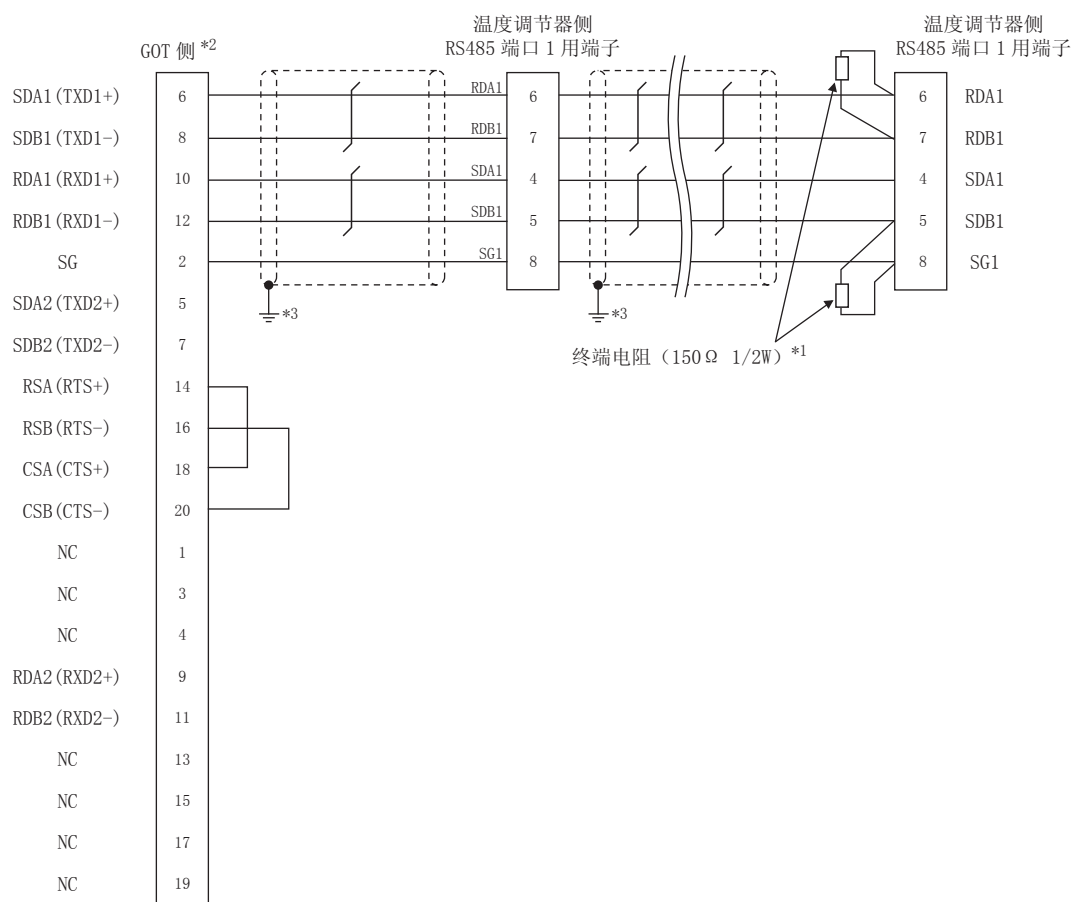 温度调节器侧
RS485 端口 1 用端子
温度调节器侧
RS485 端口 1 用端子
GOT 侧 *2
SDA1(TXD1+) 6 RDA1 6 6 RDA1
SDB1(TXD1-) 8 RDB1 7 7 RDB1
RDA1(RXD1+) 10 SDA1 4 4 SDA1
RDB1(RXD1-) 12 SDB1 5 5 SDB1
SG 2 SG1 8 8 SG1
SDA2(TXD2+) 5 *3 *3
SDB2(TXD2-) 7
终端电阻（150Ω 1/2W）*1
RSA(RTS+) 14
RSB(RTS-) 16
CSA(CTS+) 18
CSB(CTS-) 20
NC 1
NC 3
NC 4
RDA2(RXD2+) 9
RDB2(RXD2-) 11
NC 13
NC 15
NC 17
NC 19